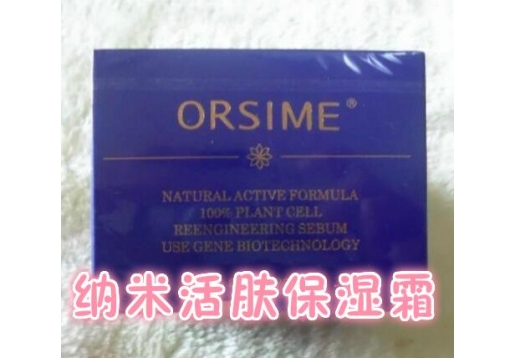 ORSIME®
NATURAL ACTIVE FORMULA
100% PLANT CELL
REENGINEERING SEBUM
USE GENE BIOTECHNOLOGY
纳米活肤保湿霜